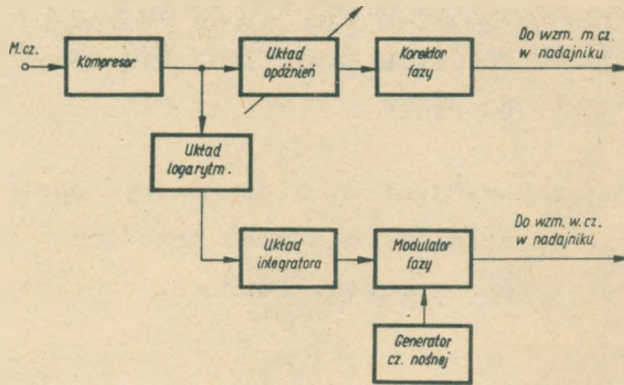 M.cz.
Kompresor
Układ
opóźnień
Korektor
fazy
Do wzm. m.cz.
w nadajniku
Układ
logarytm.
Układ
integratora
Modulator
fazy
Do wzm. w.cz.
w nadajniku
Generator
cz. nośnej